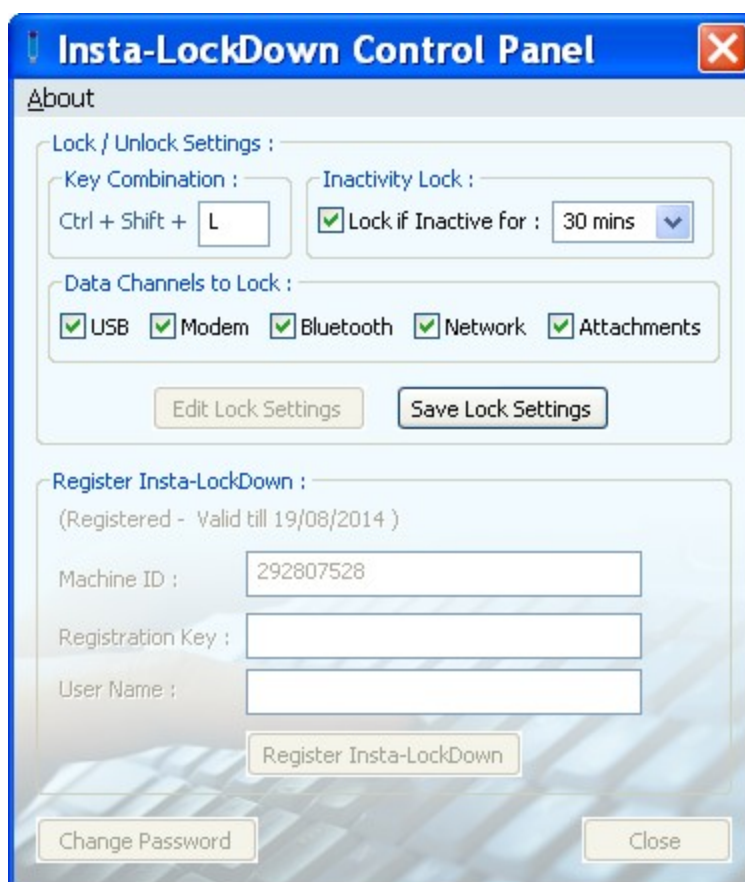 Insta-LockDown Control Panel
About
Lock / Unlock Settings :
Key Combination :
Inactivity Lock :
Ctrl + Shift + L
Lock if Inactive for : 30 mins
Data Channels to Lock :
USB Modem Bluetooth Network Attachments
Edit Lock Settings Save Lock Settings
Register Insta-LockDown :
(Registered - Valid till 19/08/2014 )
Machine ID : 292807528
Registration Key :
User Name :
Register Insta-LockDown
Change Password Close